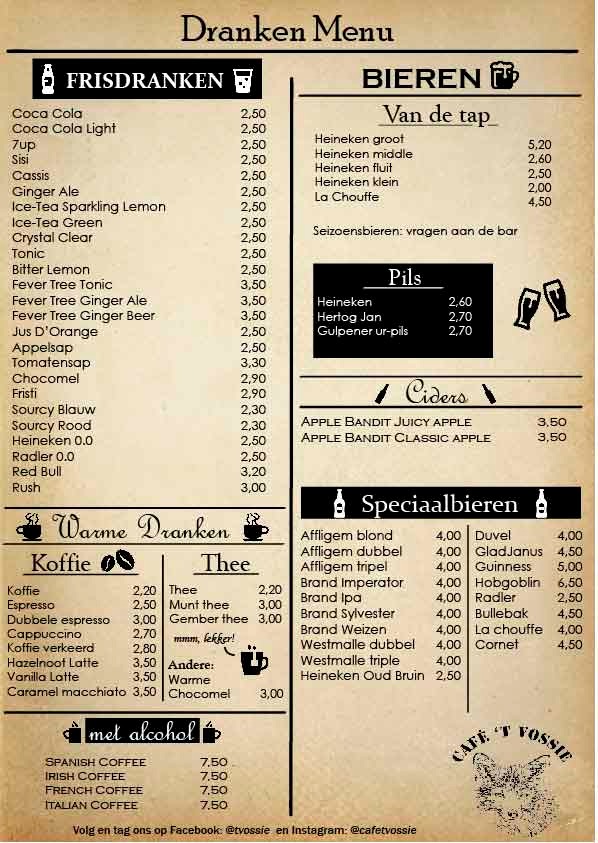 Dranken Menu
FRISDRANKEN
Coca Cola 2,50
Coca Cola Light 2,50
7up 2,50
Sisi 2,50
Cassis 2,50
Ginger Ale 2,50
Ice-Tea Sparkling Lemon 2,50
Ice-Tea Green 2,50
Crystal Clear 2,50
Tonic 2,50
Bitter Lemon 2,50
Fever Tree Tonic 3,50
Fever Tree Ginger Ale 3,50
Fever Tree Ginger Beer 3,50
Jus D'Orange 2,50
Appelsap 2,50
Tomatensap 3,30
Chocomel 2,90
Fristi 2,90
Sourcy Blauw 2,30
Sourcy Rood 2,30
Heineken 0.0 2,50
Radler 0.0 2,50
Red Bull 3,20
Rush 3,00
Warme Dranken
Koffie
Koffie 2,20
Espresso 2,50
Dubbele espresso 3,00
Cappuccino 2,70
Koffie verkeerd 2,80
Hazelnoot Latte 3,50
Vanilla Latte 3,50
Caramel macchiato 3,50
Thee
Thee 2,20
Munt thee 3,00
Gember thee 3,00
mmm, lekker!
Andere:
Warme
Chocomel 3,00
met alcohol
SPANISH COFFEE 7,50
IRISH COFFEE 7,50
FRENCH COFFEE 7,50
ITALIAN COFFEE 7,50
BIEREN
Van de tap
Heineken groot 5,20
Heineken middle 2,60
Heineken fluit 2,50
Heineken klein 2,00
La Chouffe 4,50
Seizoensbieren: vragen aan de bar
Pils
Heineken 2,60
Hertog Jan 2,70
Gulpener ur-pils 2,70
Ciders
APPLE BANDIT JUICY APPLE 3,50
APPLE BANDIT CLASSIC APPLE 3,50
Speciaalbieren
Affligem blond 4,00
Affligem dubbel 4,00
Affligem tripel 4,00
Brand Imperator 4,00
Brand Ipa 4,00
Brand Sylvester 4,00
Brand Weizen 4,00
Westmalle dubbel 4,00
Westmalle triple 4,00
Heineken Oud Bruin 2,50
Duvel 4,00
GladJanus 4,50
Guinness 5,00
Hobgoblin 6,50
Radler 2,50
Bullebak 4,50
La chouffe 4,00
Cornet 4,50
CAFÉ 'T VOSSIE
Volg en tag ons op Facebook: @tvossie en Instagram: @cafetvossie